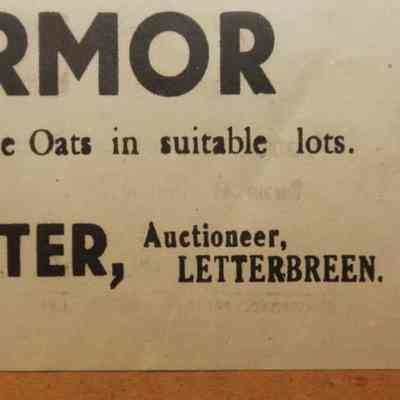 RMOR
e Oats in suitable lots.
TER, Auctioneer,
LETTERBREEN.